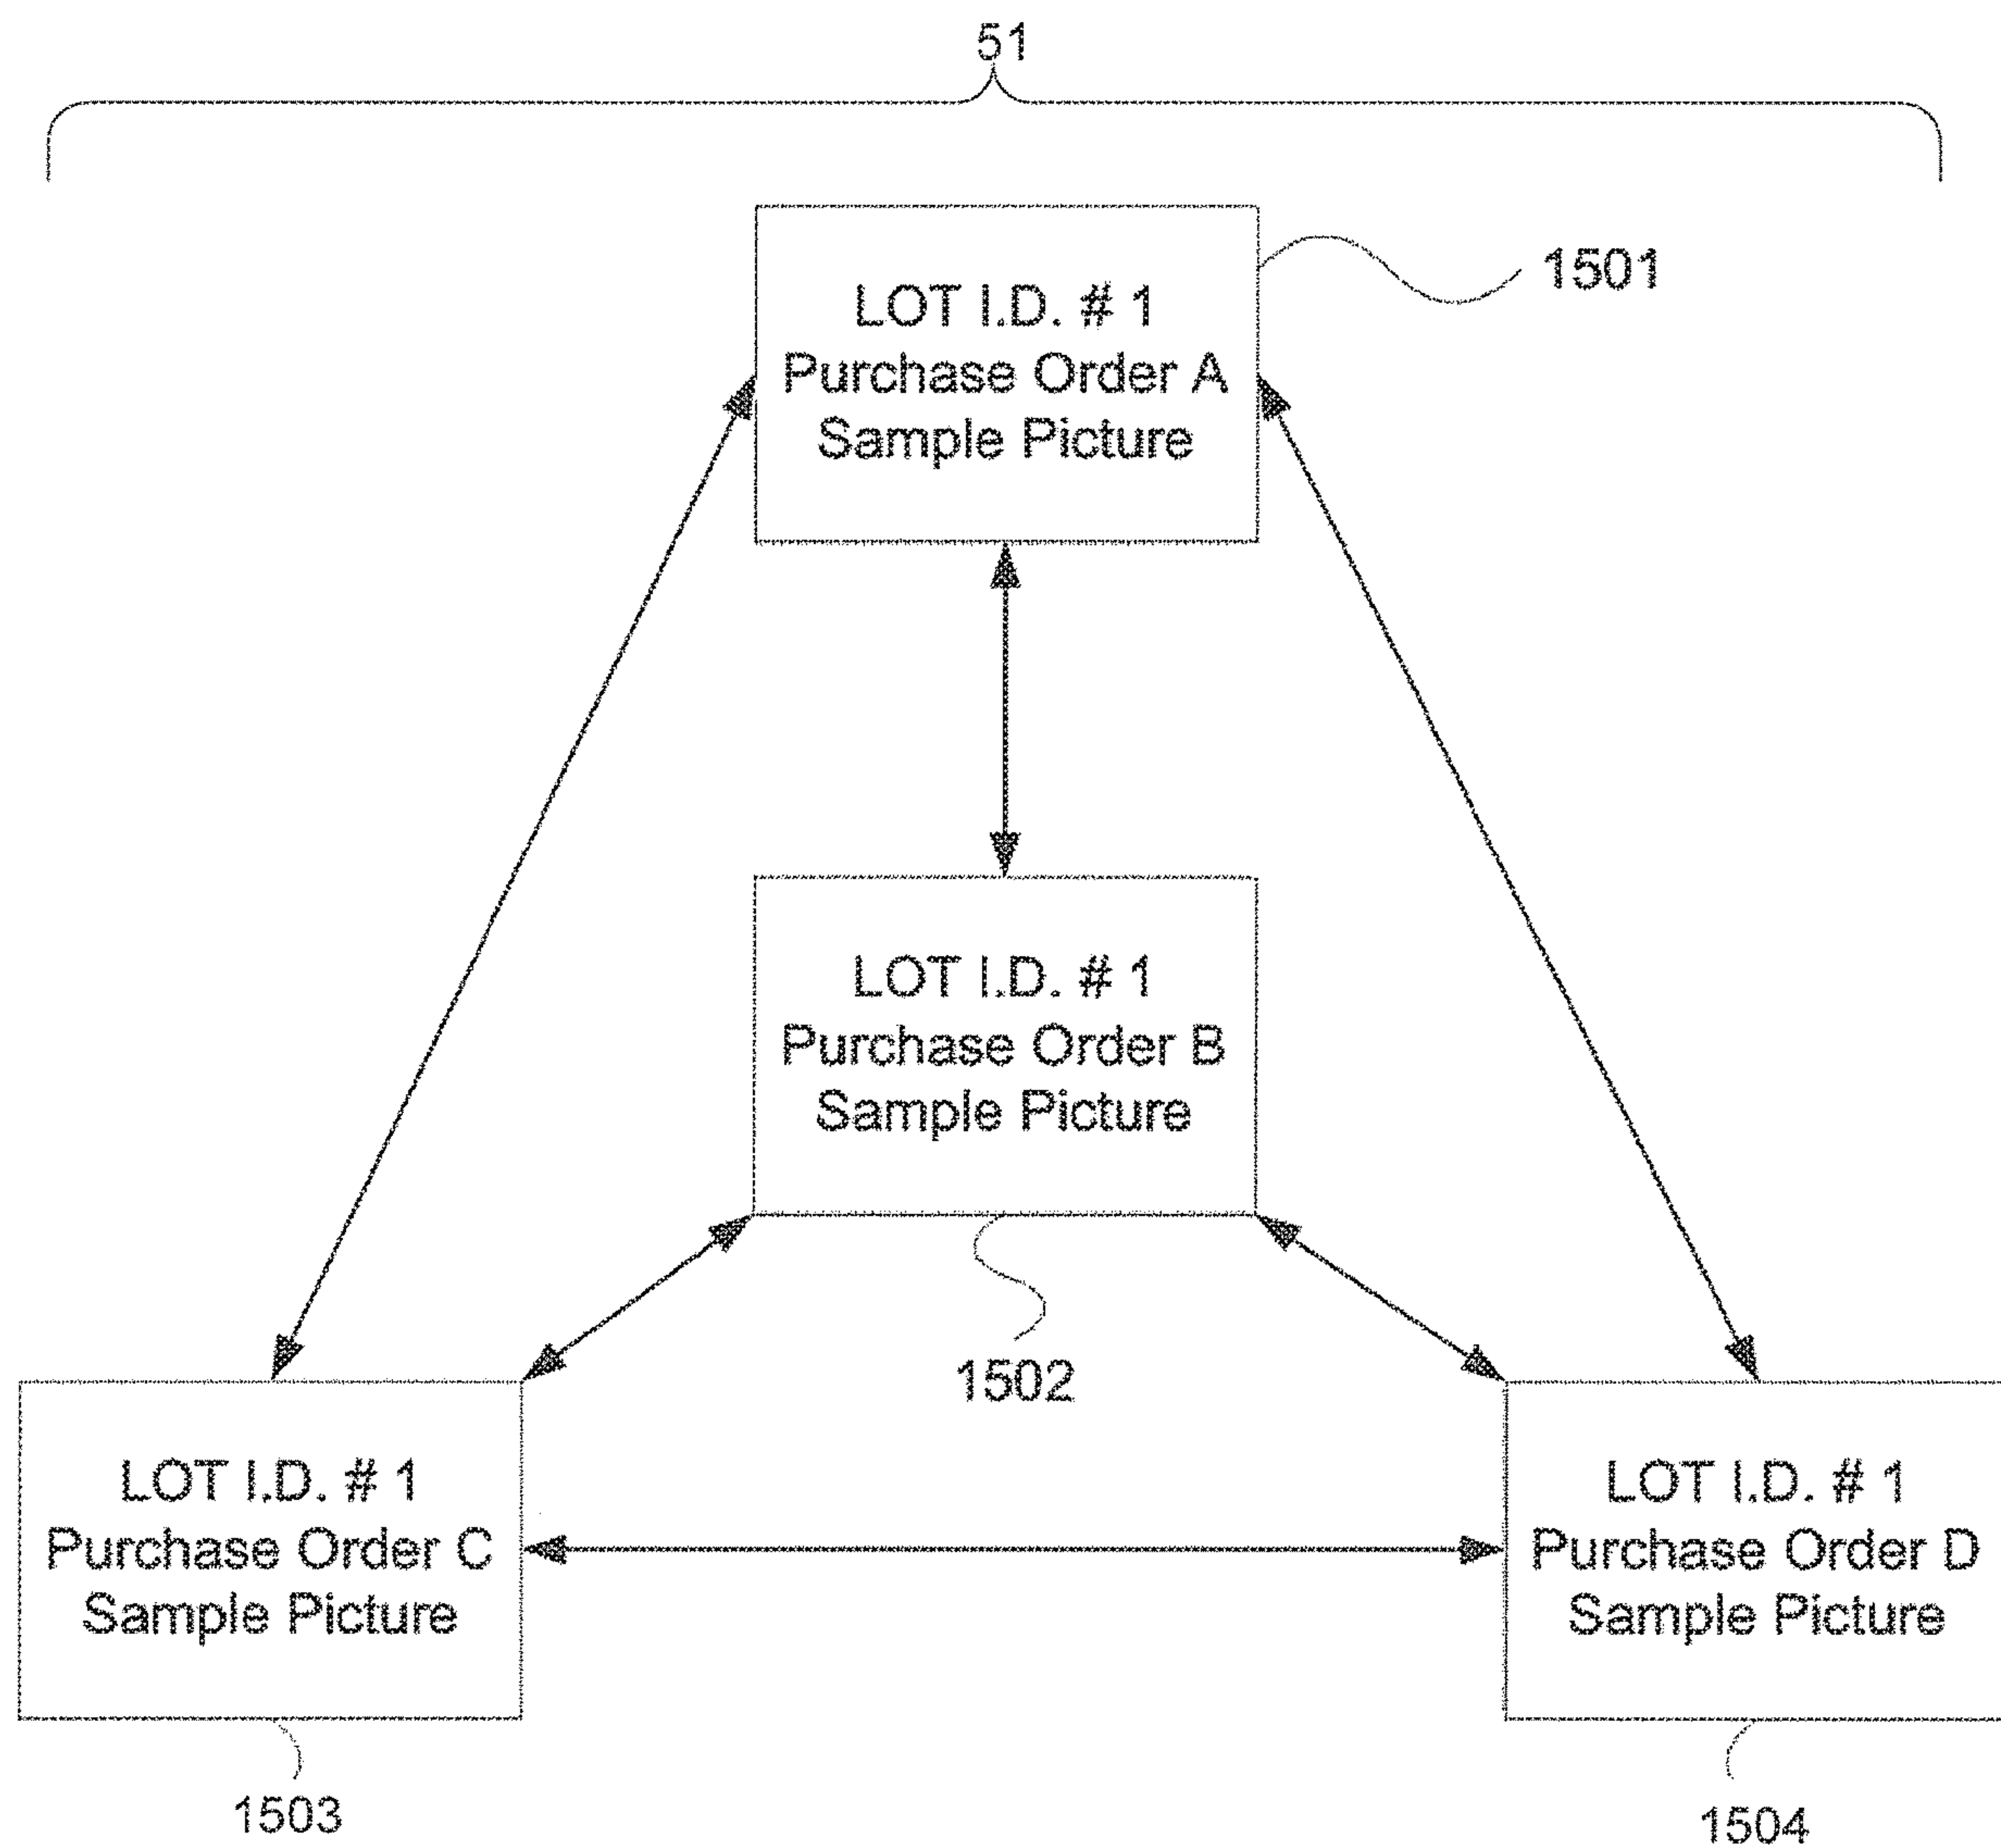 51
LOT I.D. # 1
Purchase Order A
Sample Picture
1501
LOT I.D. # 1
Purchase Order B
Sample Picture
1502
LOT I.D. # 1
Purchase Order C
Sample Picture
1503
LOT I.D. # 1
Purchase Order D
Sample Picture
1504